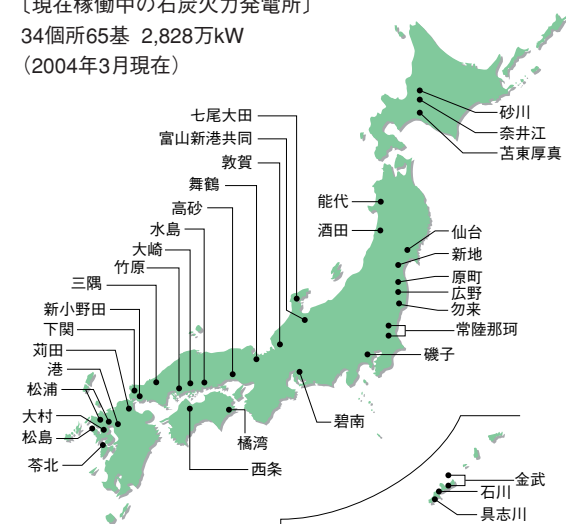 〔現在稼働中の石炭火力発電所〕
34個所65基 2,828万kW
（2004年3月現在）
砂川
奈井江
苫東厚真
七尾大田
富山新港共同
敦賀
舞鶴
高砂
水島
大崎
竹原
三隅
新小野田
下関
苅田
港
松浦
大村
松島
苓北
能代
酒田
仙台
新地
原町
広野
勿来
常陸那珂
磯子
碧南
橘湾
西条
金武
石川
具志川